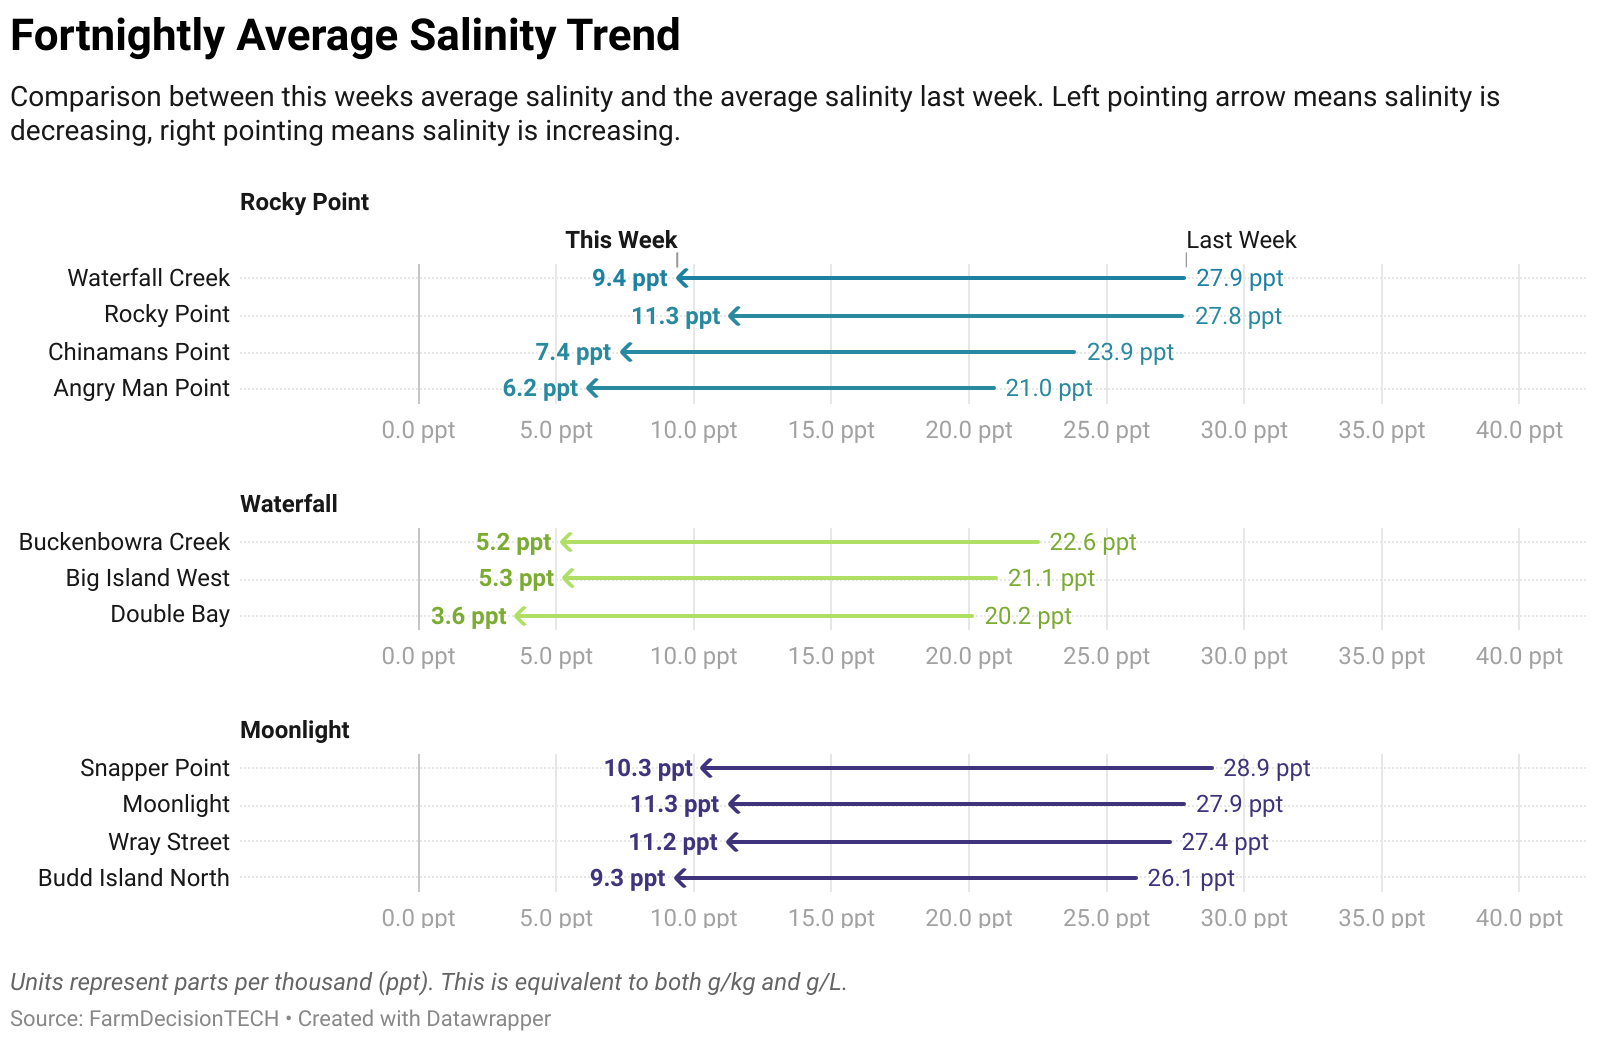 Fortnightly Average Salinity Trend
Comparison between this weeks average salinity and the average salinity last week. Left pointing arrow means salinity is
decreasing, right pointing means salinity is increasing.
Rocky Point
This Week Last Week
Waterfall Creek 9.4 ppt 27.9 ppt
Rocky Point 11.3 ppt 27.8 ppt
Chinamans Point 7.4 ppt 23.9 ppt
Angry Man Point 6.2 ppt 21.0 ppt
0.0 ppt 5.0 ppt 10.0 ppt 15.0 ppt 20.0 ppt 25.0 ppt 30.0 ppt 35.0 ppt 40.0 ppt
Waterfall
Buckenbowra Creek 5.2 ppt 22.6 ppt
Big Island West 5.3 ppt 21.1 ppt
Double Bay 3.6 ppt 20.2 ppt
0.0 ppt 5.0 ppt 10.0 ppt 15.0 ppt 20.0 ppt 25.0 ppt 30.0 ppt 35.0 ppt 40.0 ppt
Moonlight
Snapper Point 10.3 ppt 28.9 ppt
Moonlight 11.3 ppt 27.9 ppt
Wray Street 11.2 ppt 27.4 ppt
Budd Island North 9.3 ppt 26.1 ppt
0.0 ppt 5.0 ppt 10.0 ppt 15.0 ppt 20.0 ppt 25.0 ppt 30.0 ppt 35.0 ppt 40.0 ppt
Units represent parts per thousand (ppt). This is equivalent to both g/kg and g/L.
Source: FarmDecisionTECH • Created with Datawrapper